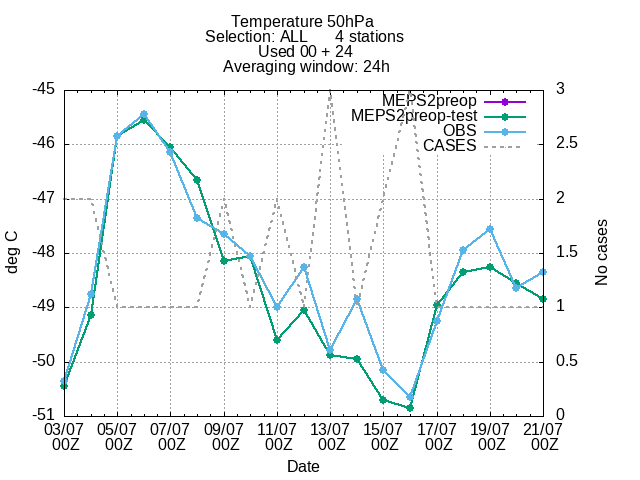 Temperature 50hPa
Selection: ALL 4 stations
Used 00 + 24
Averaging window: 24h
MEPS2preop
MEPS2preop-test
OBS
CASES
deg C
-45
-46
-47
-48
-49
-50
-51
No cases
3
2.5
2
1.5
1
0.5
0
03/07 05/07 07/07 09/07 11/07 13/07 15/07 17/07 19/07 21/07
00Z 00Z 00Z 00Z 00Z 00Z 00Z 00Z 00Z 00Z
Date